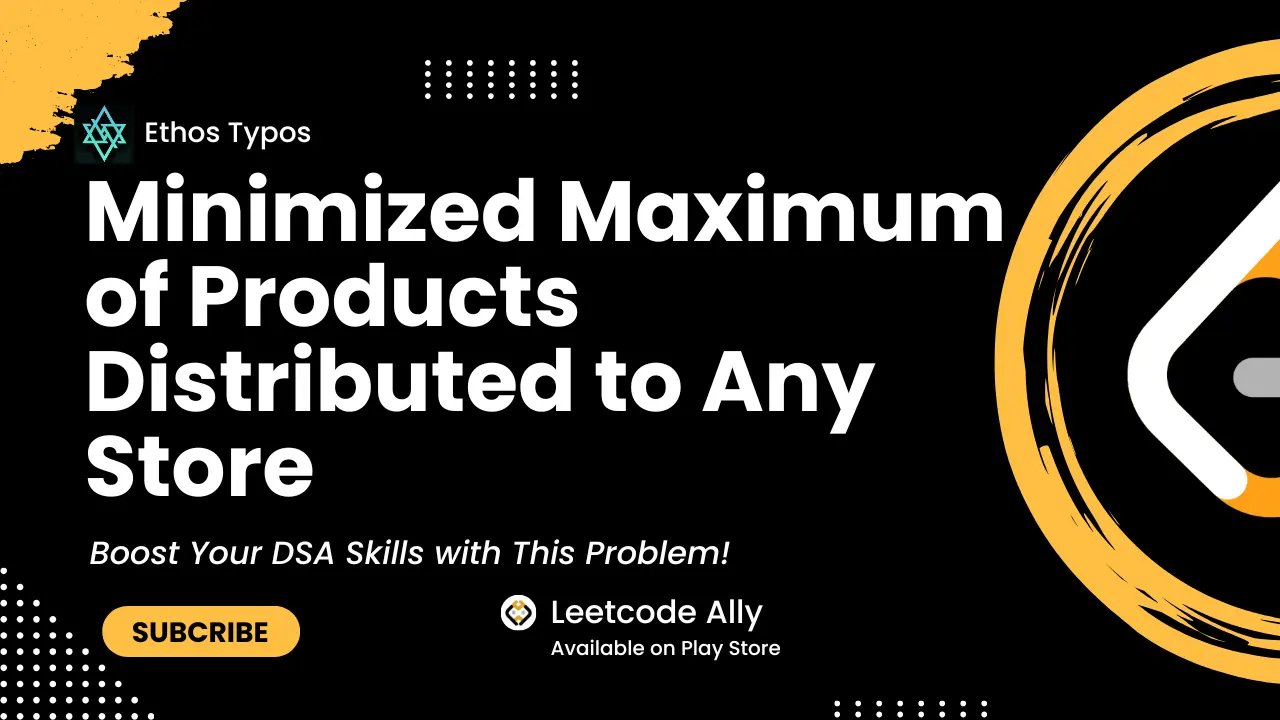 Ethos Typos
Minimized Maximum
of Products
Distributed to Any
Store
Boost Your DSA Skills with This Problem!
SUBCRIBE
Leetcode Ally
Available on Play Store